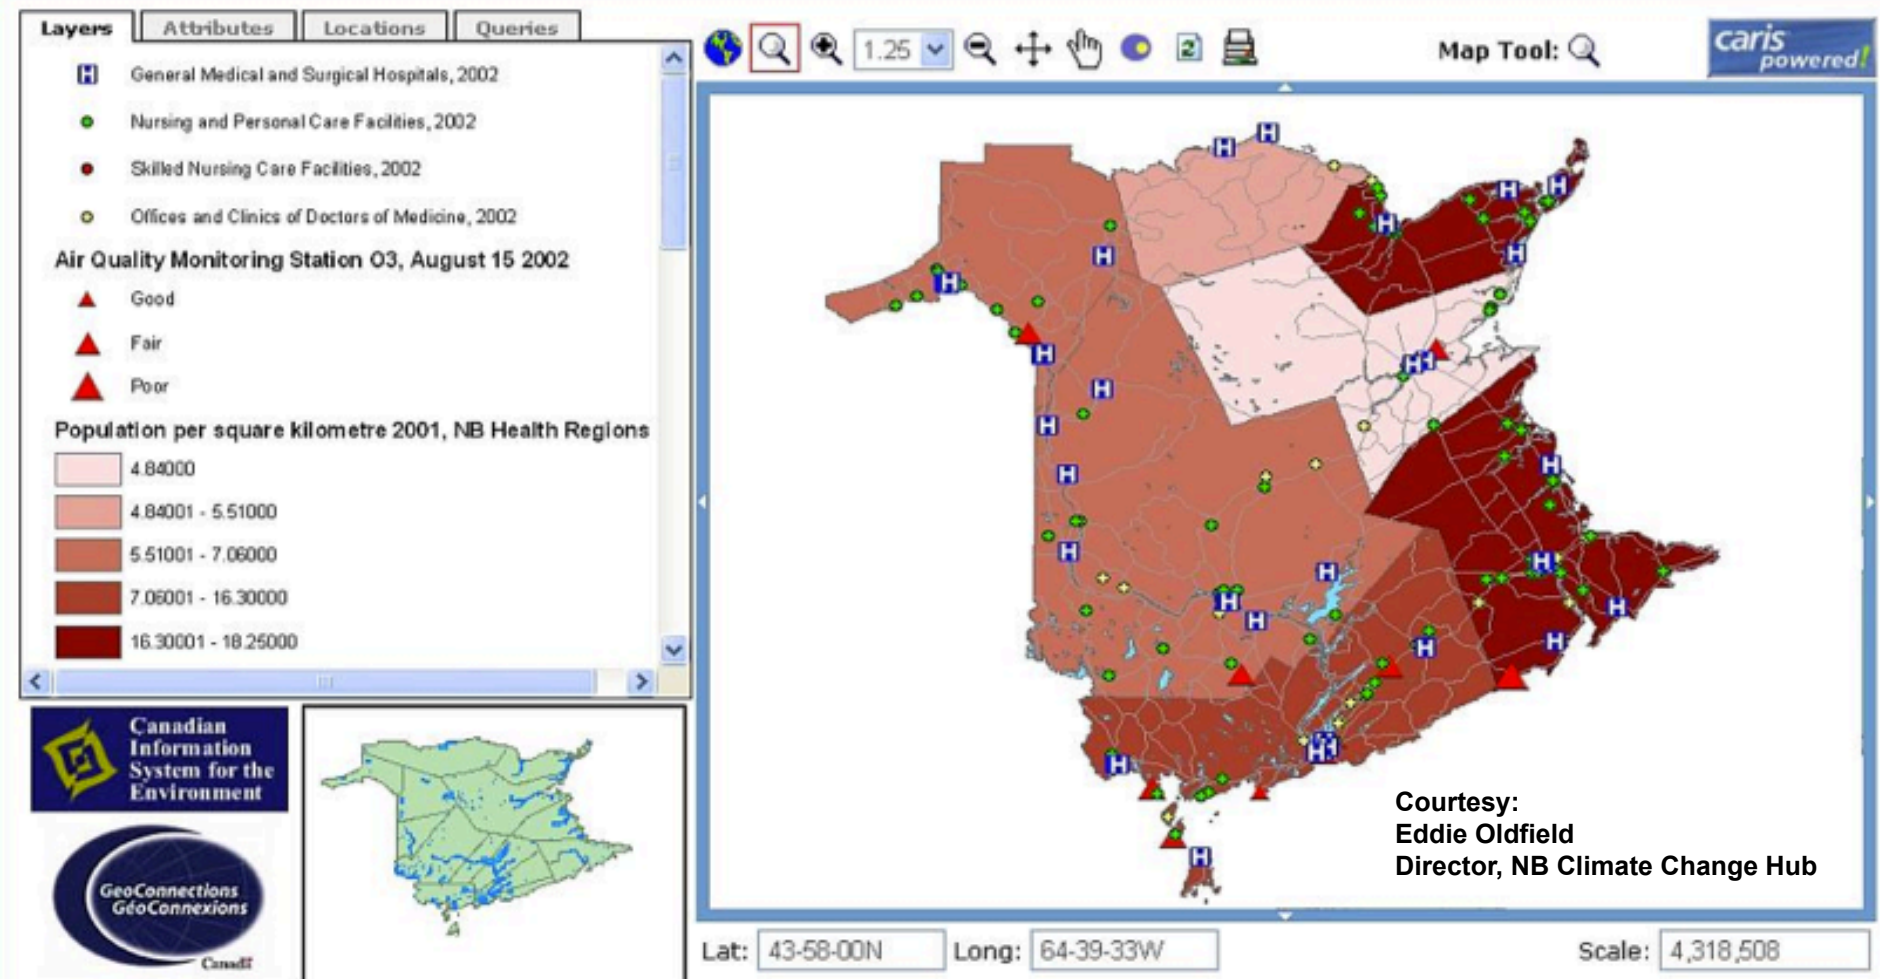 Layers Attributes Locations Queries
General Medical and Surgical Hospitals, 2002
Nursing and Personal Care Facilities, 2002
Skilled Nursing Care Facilities, 2002
Offices and Clinics of Doctors of Medicine, 2002
Air Quality Monitoring Station O3, August 15 2002
Good
Fair
Poor
Population per square kilometre 2001, NB Health Regions
4.84000
4.84001 - 5.51000
5.51001 - 7.06000
7.06001 - 16.30000
16.30001 - 18.25000
Canadian
Information
System for the
Environment
GeoConnections
GéoConnexions
Canada
1.25
2
Map Tool:
caris
powered!
Courtesy:
Eddie Oldfield
Director, NB Climate Change Hub
Lat: 43-58-00N Long: 64-39-33W Scale: 4,318,508